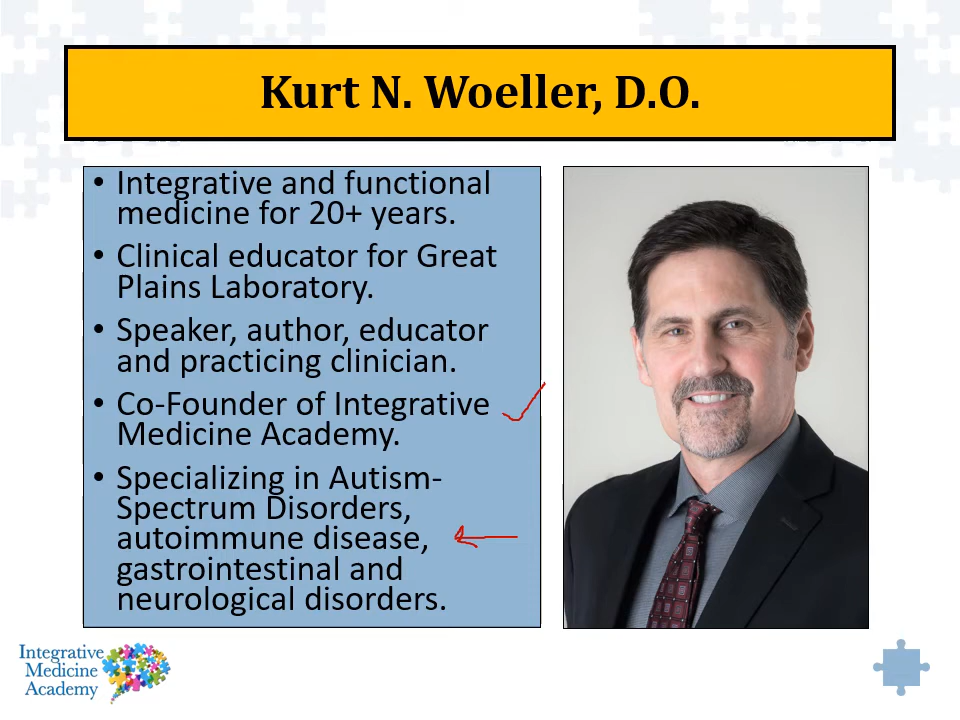 Kurt N. Woeller, D.O.
• Integrative and functional
medicine for 20+ years.
• Clinical educator for Great
Plains Laboratory.
• Speaker, author, educator
and practicing clinician.
• Co-Founder of Integrative
Medicine Academy.
• Specializing in Autism-
Spectrum Disorders,
autoimmune disease,
gastrointestinal and
neurological disorders.
Integrative
Medicine
Academy